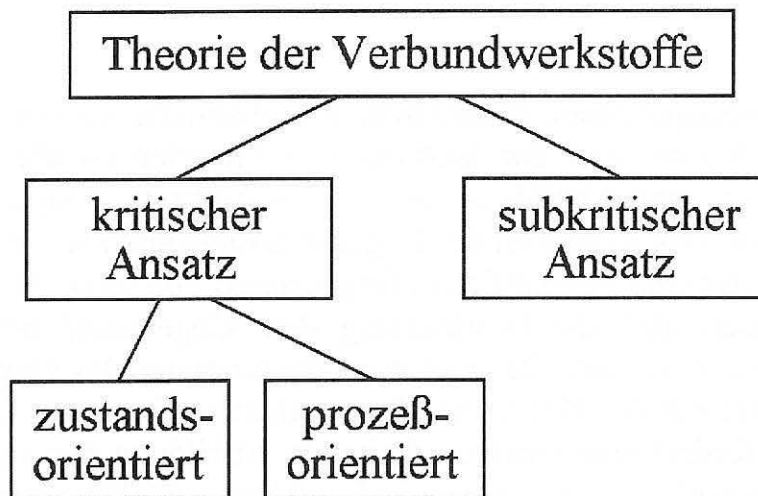 Theorie der Verbundwerkstoffe
kritischer
Ansatz
subkritischer
Ansatz
zustands-
orientiert
prozeß-
orientiert